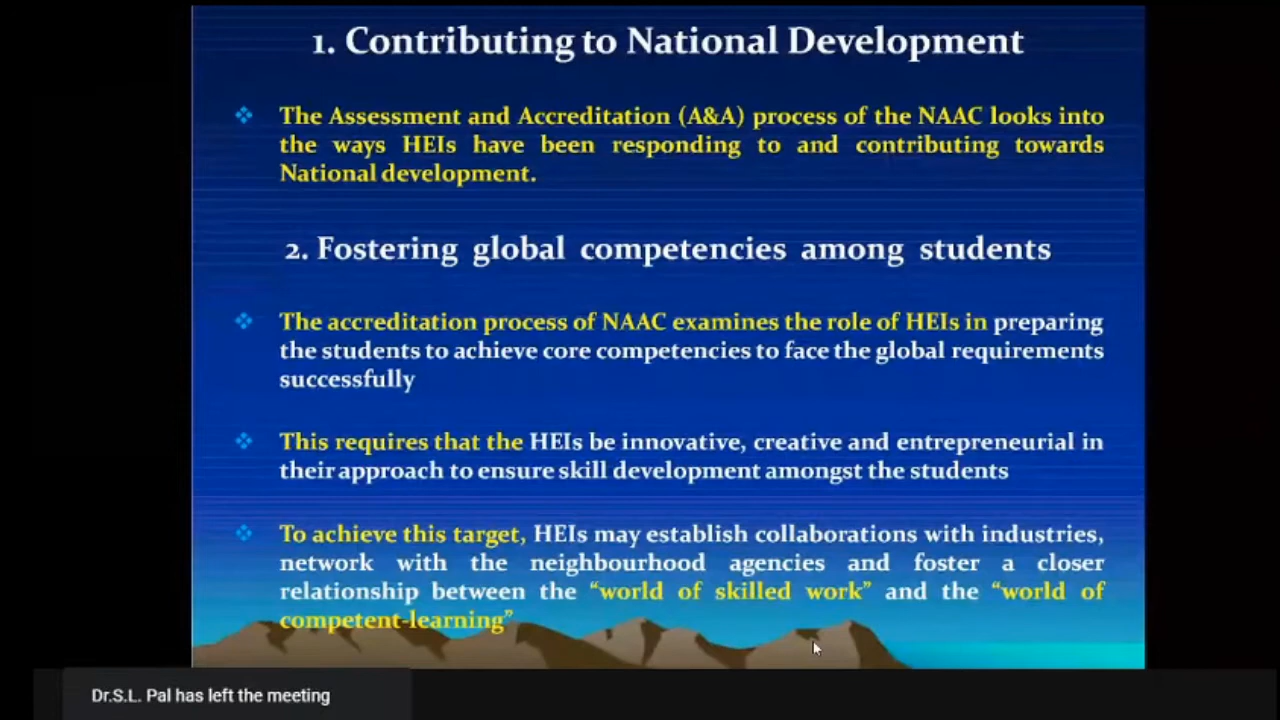 1. Contributing to National Development
The Assessment and Accreditation (A&A) process of the NAAC looks into
the ways HEIs have been responding to and contributing towards
National development.
2. Fostering global competencies among students
The accreditation process of NAAC examines the role of HEIs in preparing
the students to achieve core competencies to face the global requirements
successfully
This requires that the HEIs be innovative, creative and entrepreneurial in
their approach to ensure skill development amongst the students
To achieve this target, HEIs may establish collaborations with industries,
network with the neighbourhood agencies and foster a closer
relationship between the “world of skilled work” and the “world of
competent-learning”
Dr.S.L. Pal has left the meeting